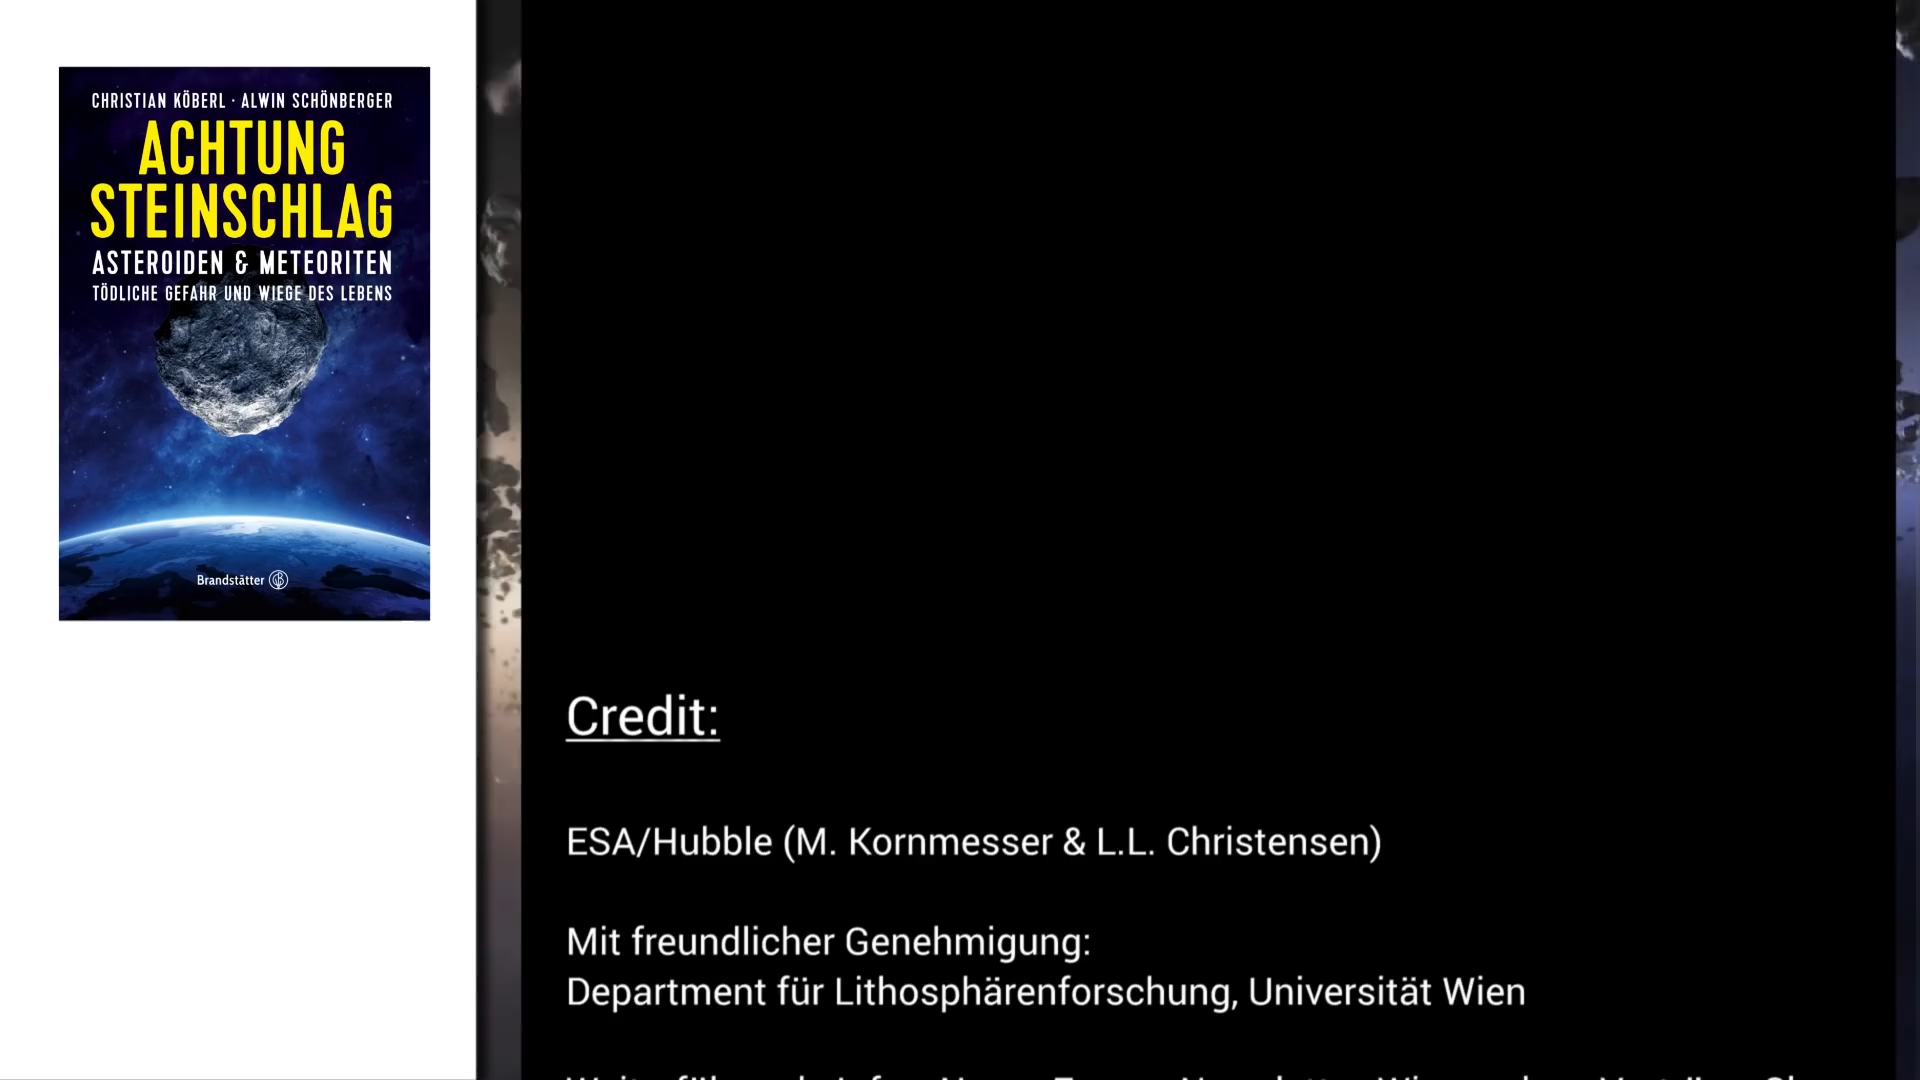 CHRISTIAN KÖBERL · ALWIN SCHÖNBERGER
ACHTUNG
STEINSCHLAG
ASTEROIDEN & METEORITEN
TÖDLICHE GEFAHR UND WIEGE DES LEBENS
Brandstätter
Credit:
ESA/Hubble (M. Kornmesser & L.L. Christensen)
Mit freundlicher Genehmigung:
Department für Lithosphärenforschung, Universität Wien